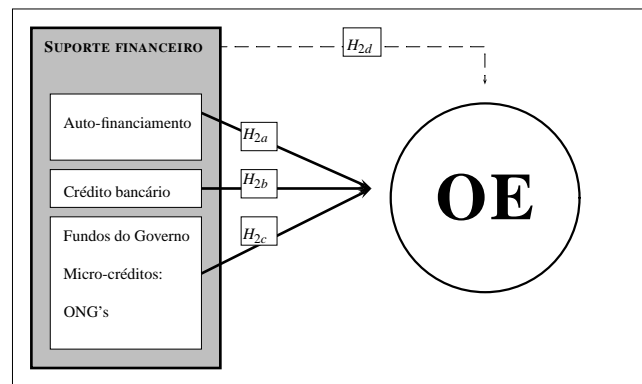 SUPORTE FINANCEIRO
H2d
Auto-financiamento
H2a
Crédito bancário
H2b
Fundos do Governo
Micro-créditos:
ONG's
H2c
OE